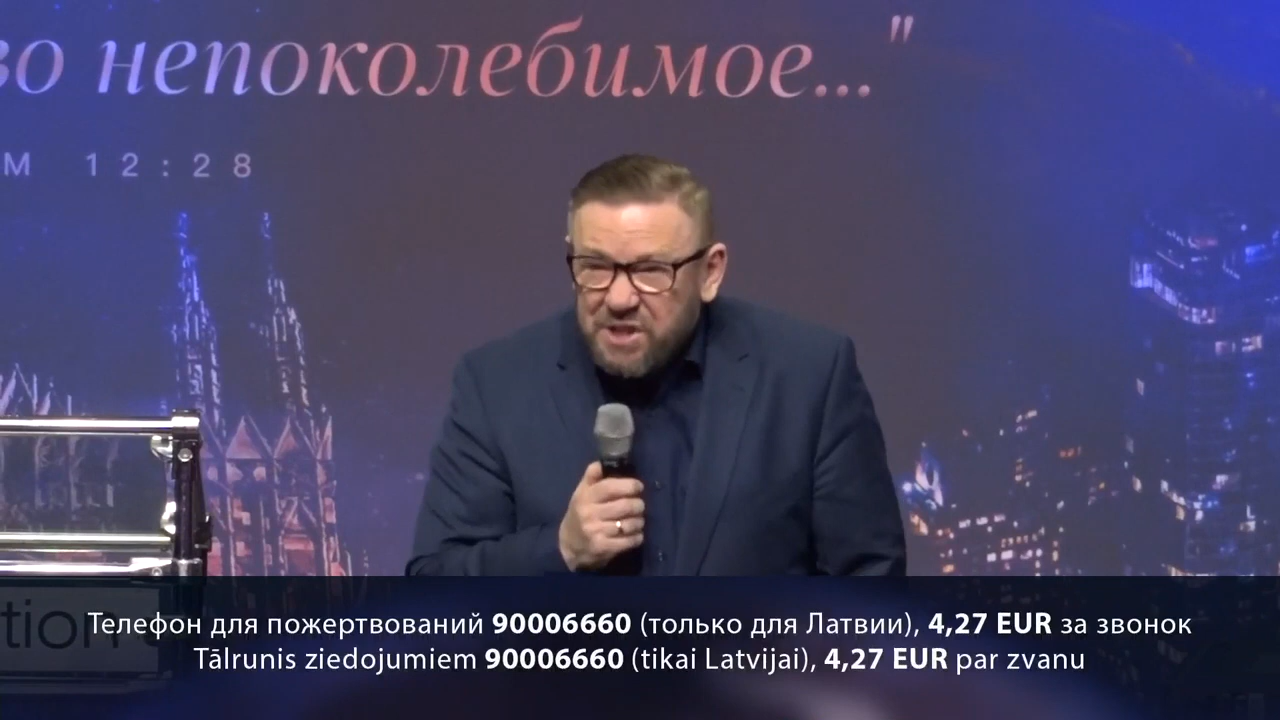 во непоколебимое..."
М 12:28
tion
Телефон для пожертвований 90006660 (только для Латвии), 4,27 EUR за звонок
Tālrunis ziedojumiem 90006660 (tikai Latvijai), 4,27 EUR par zvanu